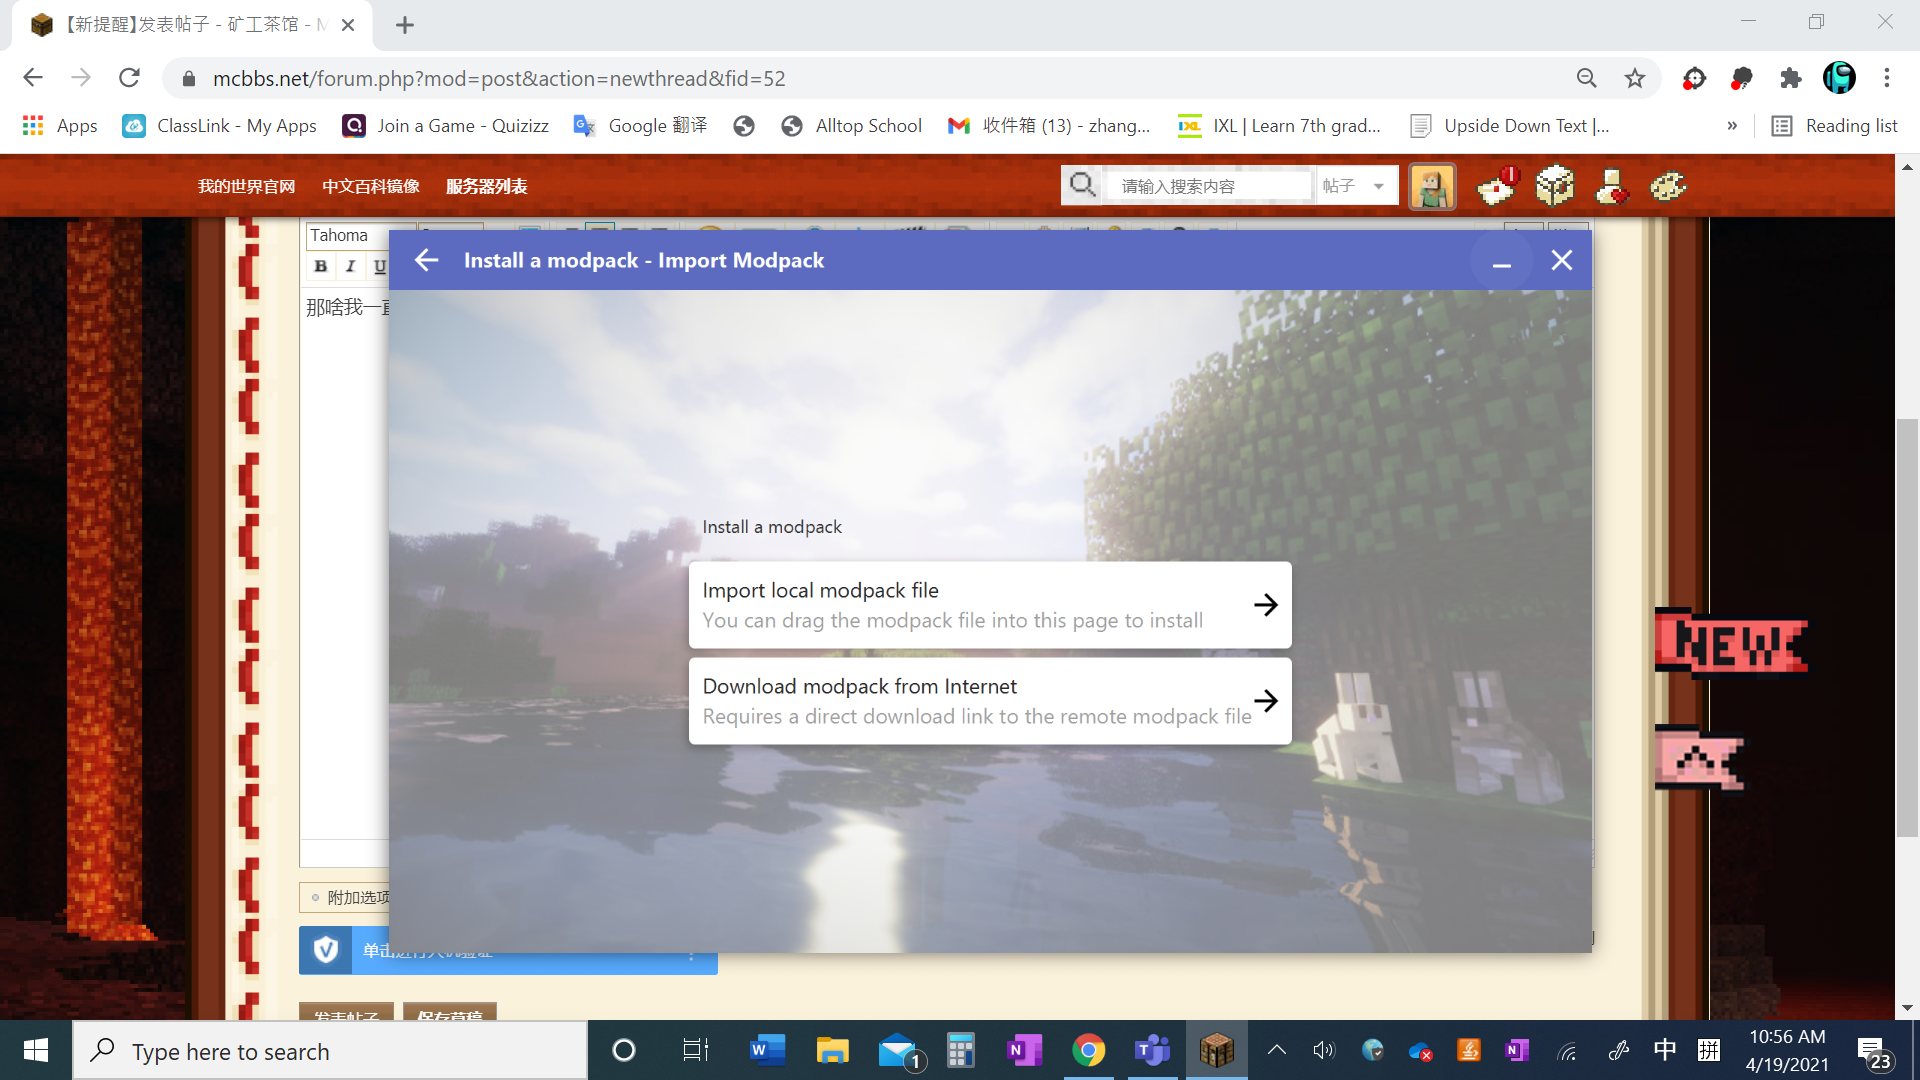 【新提醒】发表帖子 - 矿工茶馆 -
mcbbs.net/forum.php?mod=post&action=newthread&fid=52
Apps
ClassLink - My Apps
Join a Game - Quizizz
Google 翻译
Alltop School
收件箱 (13) - zhang...
IXL | Learn 7th grad...
Upside Down Text |...
»
Reading list
我的世界官网
中文百科镜像
服务器列表
请输入搜索内容
帖子
Tahoma
B I U
Install a modpack - Import Modpack
那啥我一直
Install a modpack
Import local modpack file
You can drag the modpack file into this page to install
Download modpack from Internet
Requires a direct download link to the remote modpack file
NEW
附加选项
单击进行人机验证
发表帖子
保存草稿
Type here to search
1
中
拼
10:56 AM
4/19/2021
23